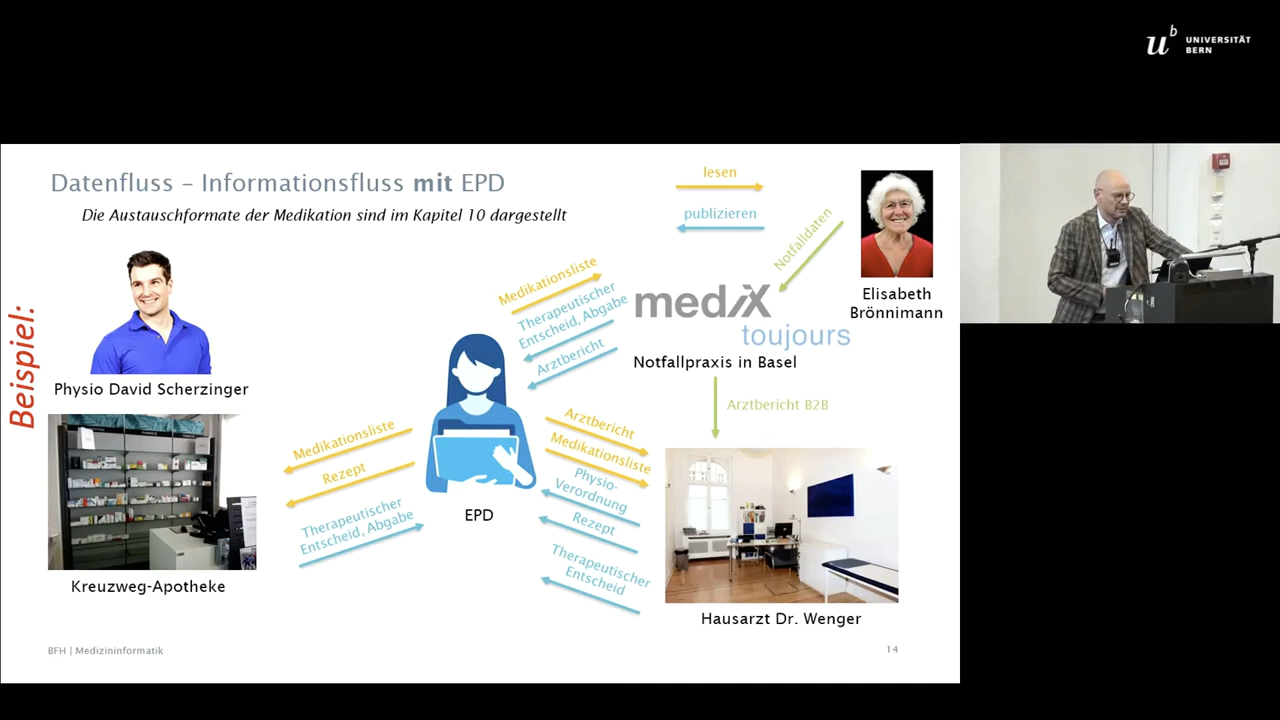 u^b UNIVERSITÄT
BERN
Datenfluss – Informationsfluss mit EPD
Die Austauschformate der Medikation sind im Kapitel 10 dargestellt
Beispiel:
lesen
publizieren
Notfalldaten
Elisabeth
Brönnimann
Medikationsliste
Therapeutischer
Entscheid, Abgabe
Arztbericht
mediX
toujours
Notfallpraxis in Basel
Arztbericht B2B
Physio David Scherzinger
Medikationsliste
Rezept
Therapeutischer
Entscheid, Abgabe
Kreuzweg-Apotheke
EPD
Arztbericht
Medikationsliste
Physio-
Verordnung
Rezept
Therapeutischer
Entscheid
Hausarzt Dr. Wenger
BFH | Medizininformatik
14